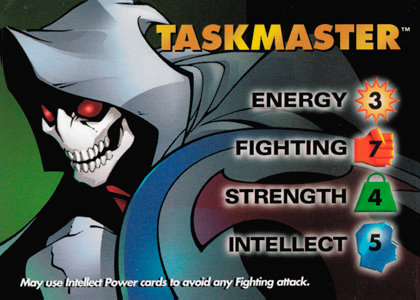 TASKMASTER™
ENERGY 3
FIGHTING 7
STRENGTH 4
INTELLECT 5
May use Intellect Power cards to avoid any Fighting attack.